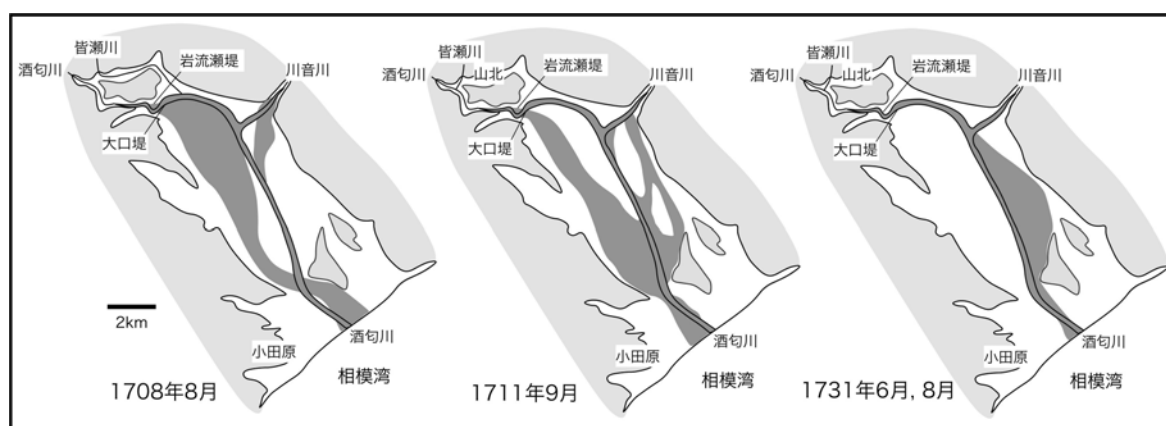 皆瀬川
酒匂川
岩流瀬堤
川音川
大口堤
2km
酒匂川
小田原
相模湾
1708年8月
皆瀬川
酒匂川
山北
岩流瀬堤
川音川
大口堤
酒匂川
小田原
相模湾
1711年9月
皆瀬川
酒匂川
山北
岩流瀬堤
川音川
大口堤
酒匂川
小田原
相模湾
1731年6月, 8月